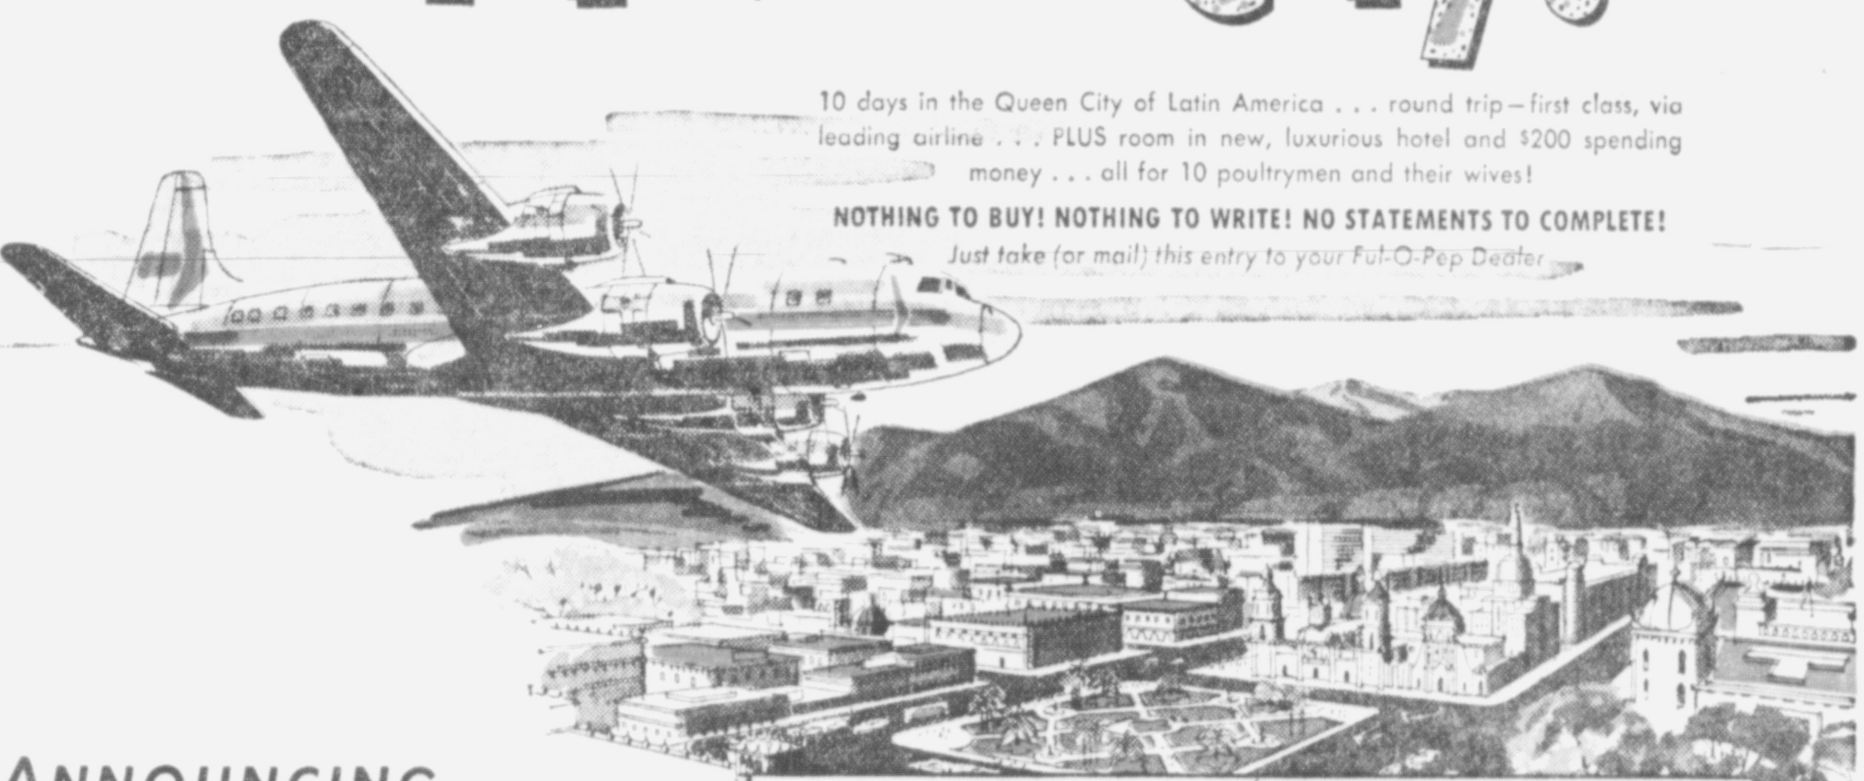 10 days in the Queen City of Latin America . . . round trip — first class, via
leading airline . . . PLUS room in new, luxurious hotel and $200 spending
money . . . all for 10 poultrymen and their wives!
NOTHING TO BUY! NOTHING TO WRITE! NO STATEMENTS TO COMPLETE!
Just take (or mail) this entry to your Ful-O-Pep Dealer
ANNOUNCING